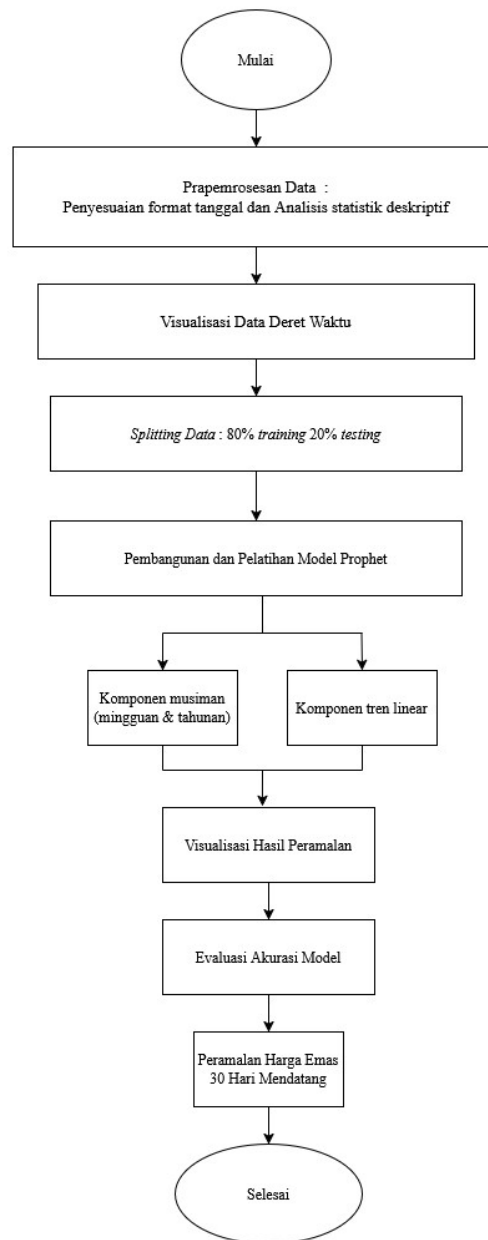 Mulai
Prapemrosesan Data :
Penyesuaian format tanggal dan Analisis statistik deskriptif
Visualisasi Data Deret Waktu
Splitting Data : 80% training 20% testing
Pembangunan dan Pelatihan Model Prophet
Komponen musiman
(mingguan & tahunan)
Komponen tren linear
Visualisasi Hasil Peramalan
Evaluasi Akurasi Model
Peramalan Harga Emas
30 Hari Mendatang
Selesai